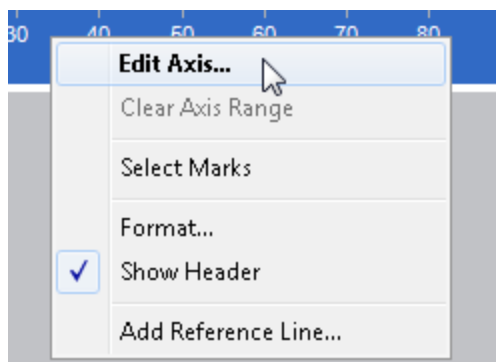 30 40 50 60 70 80
Edit Axis...
Clear Axis Range
Select Marks
Format...
Show Header
Add Reference Line...